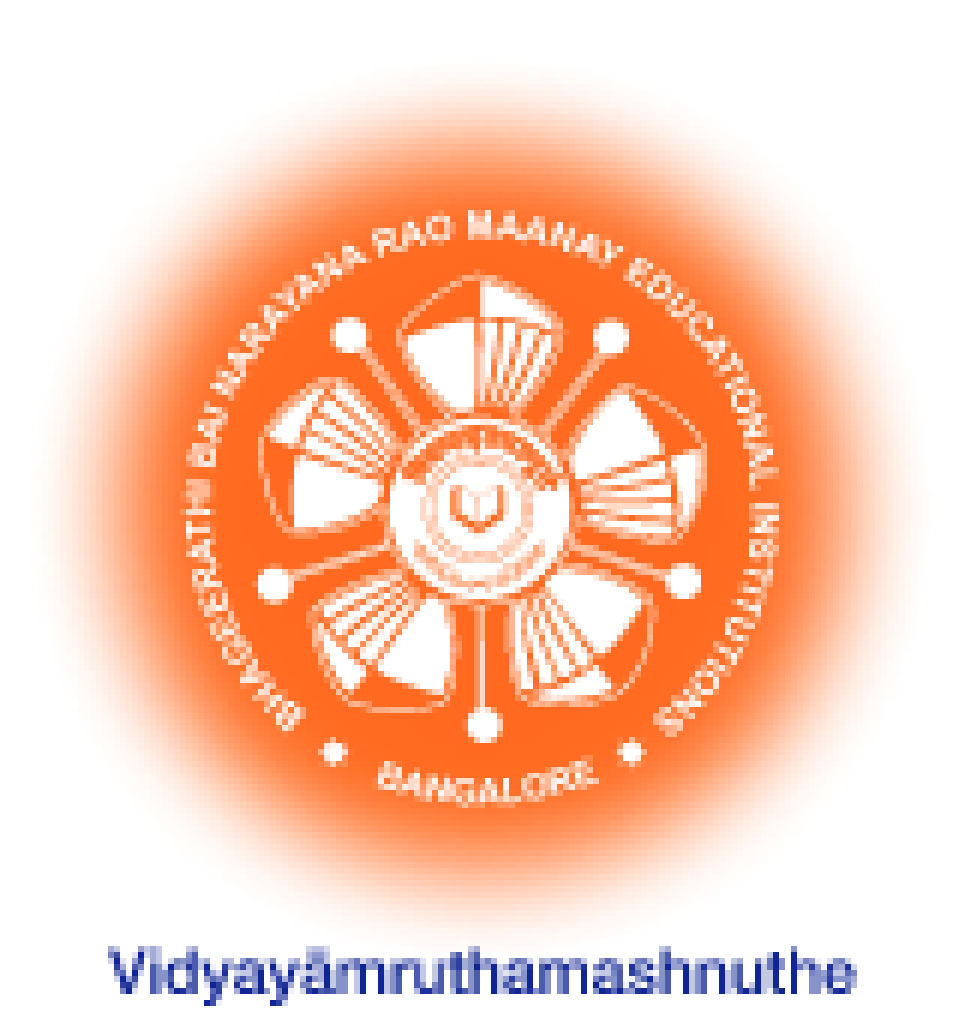 BHAGEERATHI BAI NARAYANA RAO MAANAY EDUCATIONAL INSTITUTIONS
BANGALORE
Vidyayāmruthamashnuthe